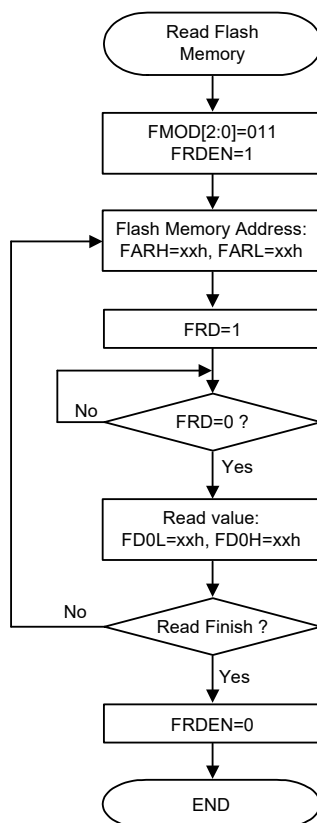 Read Flash
Memory
FMOD[2:0]=011
FRDEN=1
Flash Memory Address:
FARH=xxh, FARL=xxh
FRD=1
No
FRD=0 ?
Yes
Read value:
FD0L=xxh, FD0H=xxh
No
Read Finish ?
Yes
FRDEN=0
END